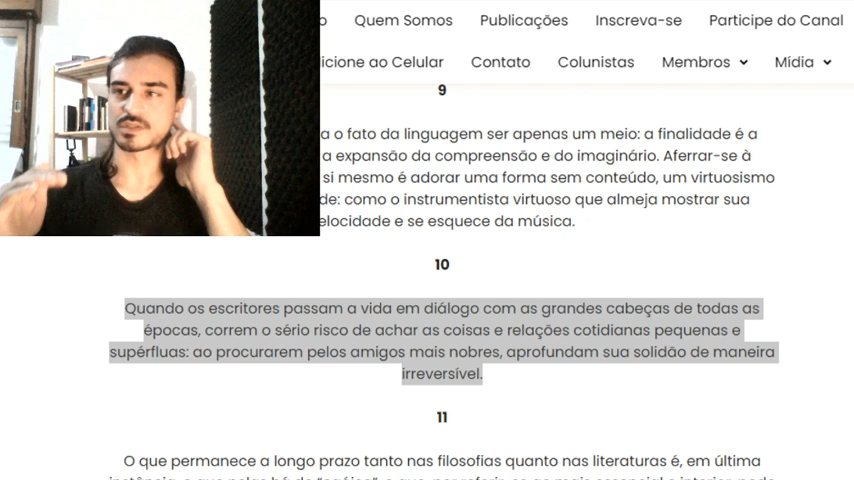 o Quem Somos Publicações Inscreva-se Participe do Canal
icione ao Celular Contato Colunistas Membros Mídia
9
a o fato da linguagem ser apenas um meio: a finalidade é a
a expansão da compreensão e do imaginário. Aferrar-se à
si mesmo é adorar uma forma sem conteúdo, um virtuosismo
de: como o instrumentista virtuoso que almeja mostrar sua
elocidade e se esquece da música.
10
Quando os escritores passam a vida em diálogo com as grandes cabeças de todas as
épocas, correm o sério risco de achar as coisas e relações cotidianas pequenas e
supérfluas: ao procurarem pelos amigos mais nobres, aprofundam sua solidão de maneira
irreversível.
11
O que permanece a longo prazo tanto nas filosofias quanto nas literaturas é, em última